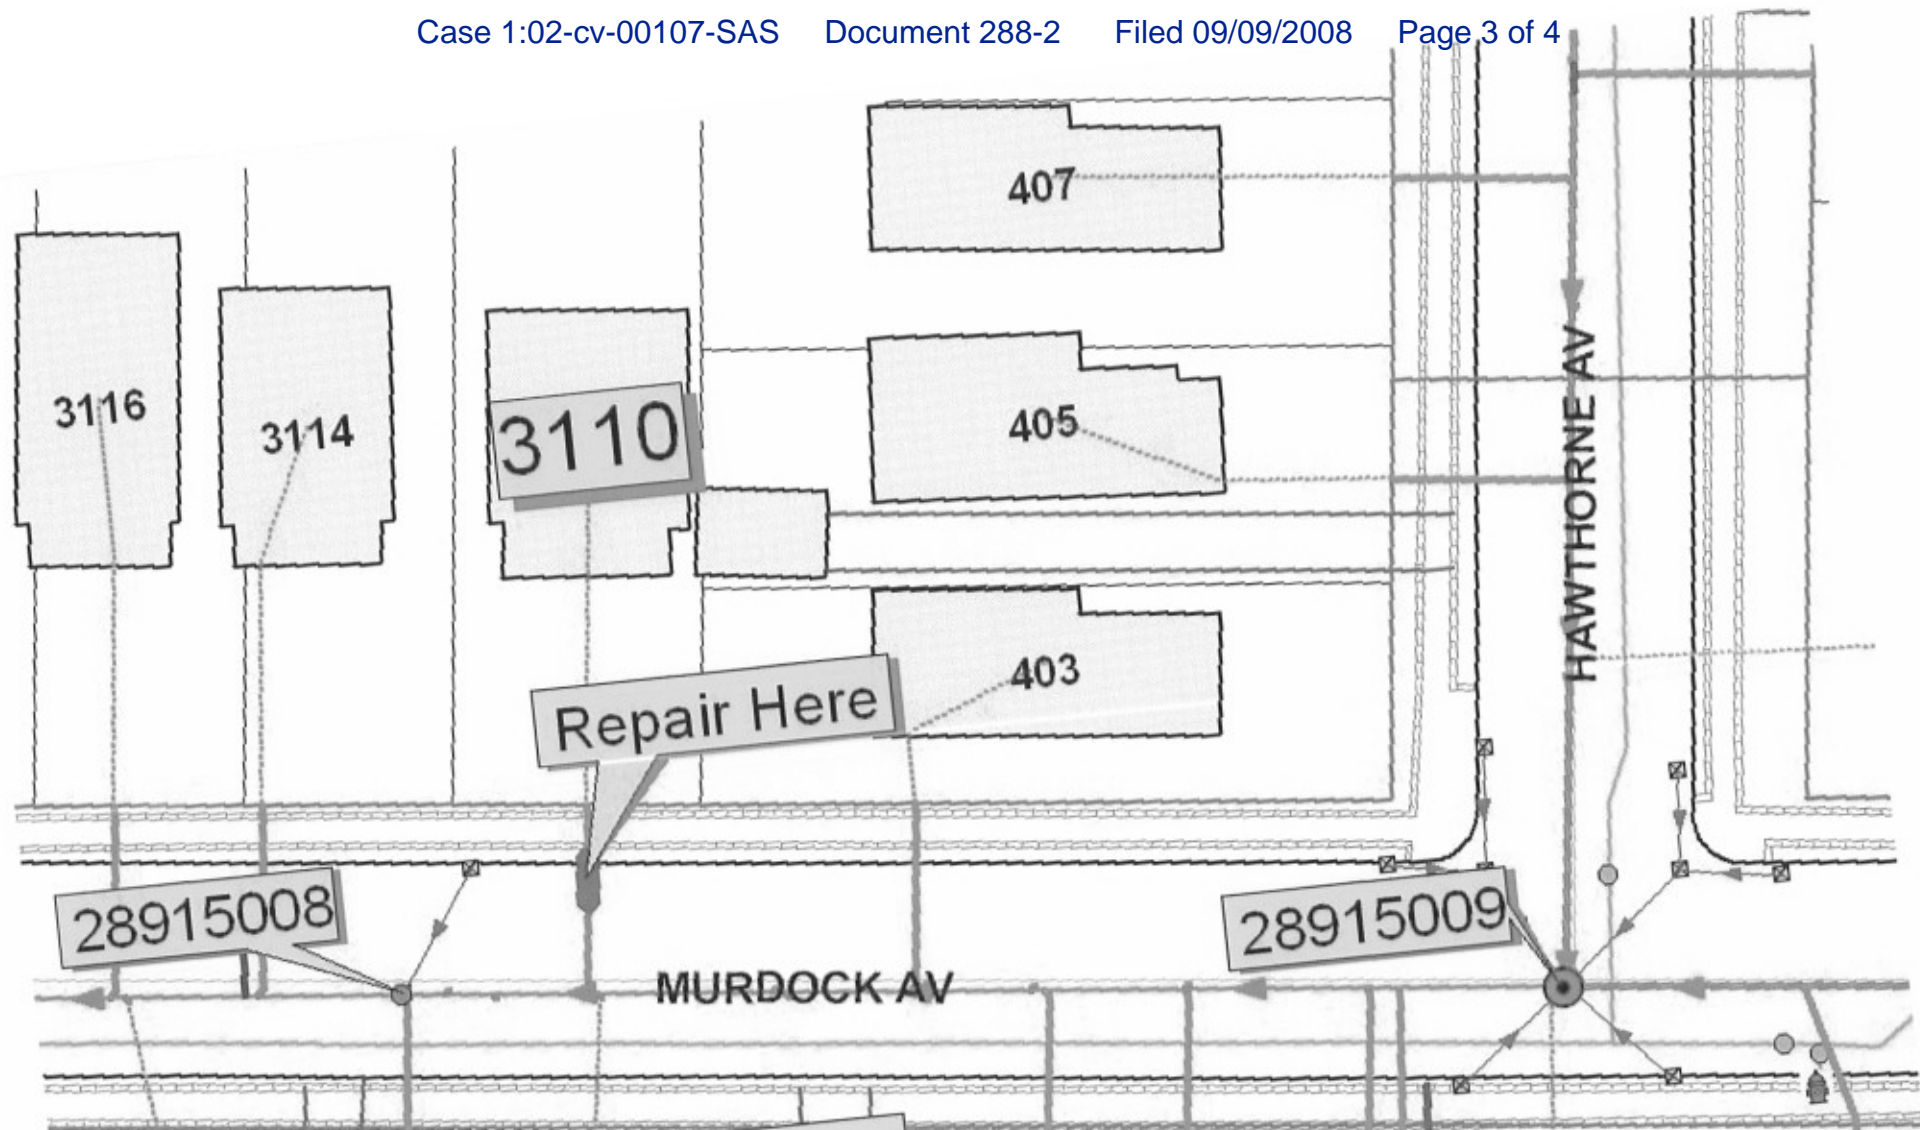 Case 1:02-cv-00107-SAS Document 288-2 Filed 09/09/2008 Page 3 of 4
407
3116
3114
3110
405
HAWTHORNE AV
403
Repair Here
28915008
28915009
MURDOCK AV